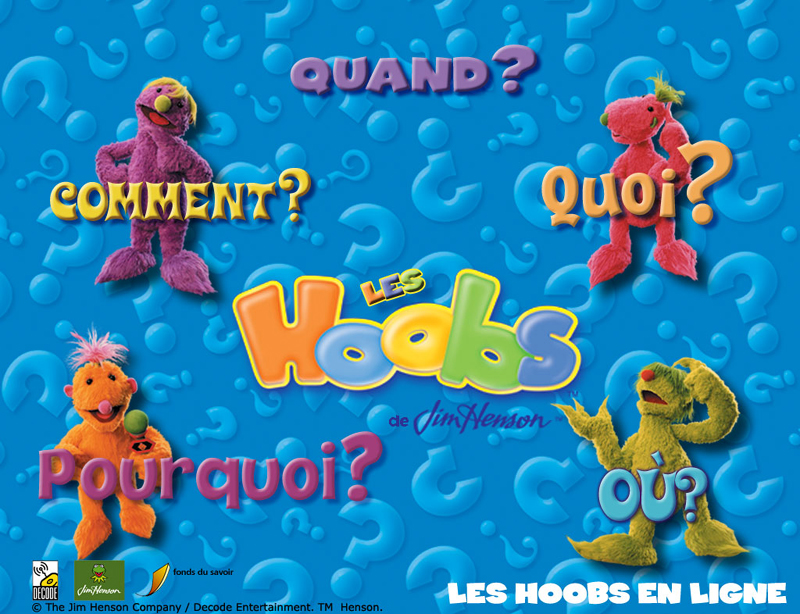 QUAND?
COMMENT?
QUOI?
LES
HOOBS
de Jim Henson™
Pourquoi?
OÙ?
DECODE
Jim Henson
fonds du savoir
LES HOOBS EN LIGNE
© The Jim Henson Company / Decode Entertainment. TM Henson.